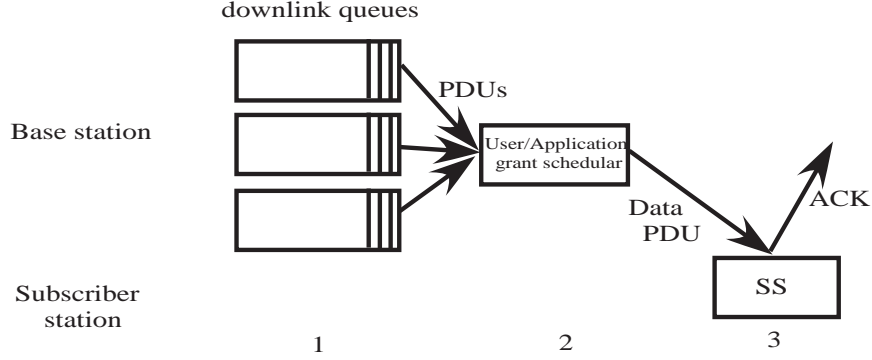 downlink queues
PDUs
Base station
User/Application
grant schedular
Data
PDU
ACK
SS
Subscriber
station
1
2
3